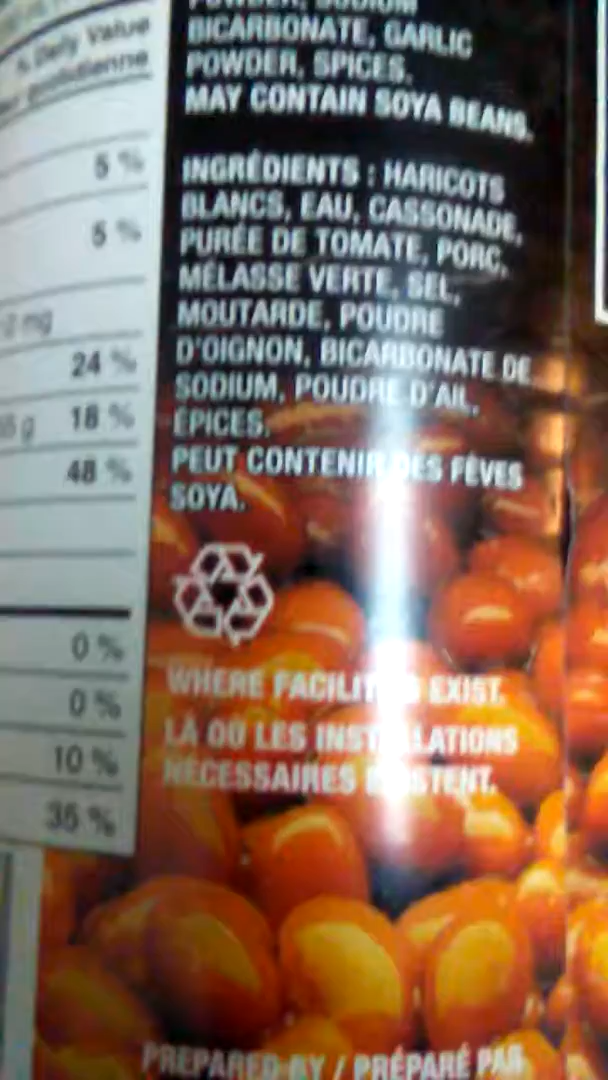 % Daily Value
quotidienne
5 %
5 %
mg
24 %
g 18 %
48 %
0 %
0 %
10 %
35 %
BICARBONATE, GARLIC
POWDER, SPICES.
MAY CONTAIN SOYA BEANS.
INGRÉDIENTS : HARICOTS
BLANCS, EAU, CASSONADE,
PURÉE DE TOMATE, PORC,
MÉLASSE VERTE, SEL,
MOUTARDE, POUDRE
D'OIGNON, BICARBONATE DE
SODIUM, POUDRE D'AIL,
ÉPICES.
PEUT CONTENIR DES FÈVES
SOYA.
WHERE FACILITIES EXIST.
LÀ OÙ LES INSTALLATIONS
NÉCESSAIRES EXISTENT.
PREPARED BY / PRÉPARÉ PAR